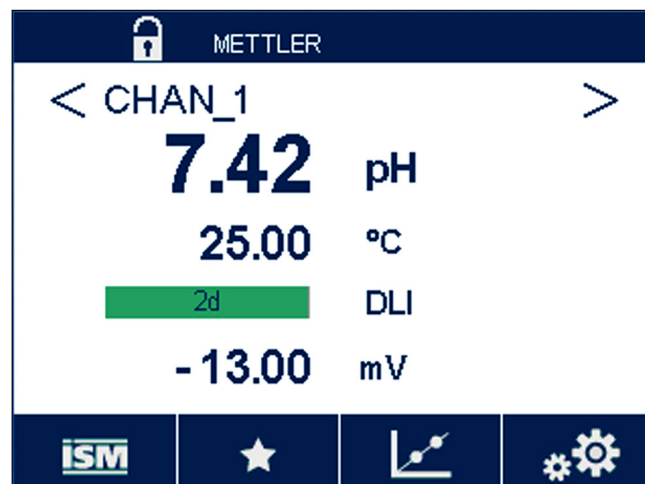 METTLER
< CHAN_1 >
7.42 pH
25.00 °C
2d DLI
- 13.00 mV
ISM